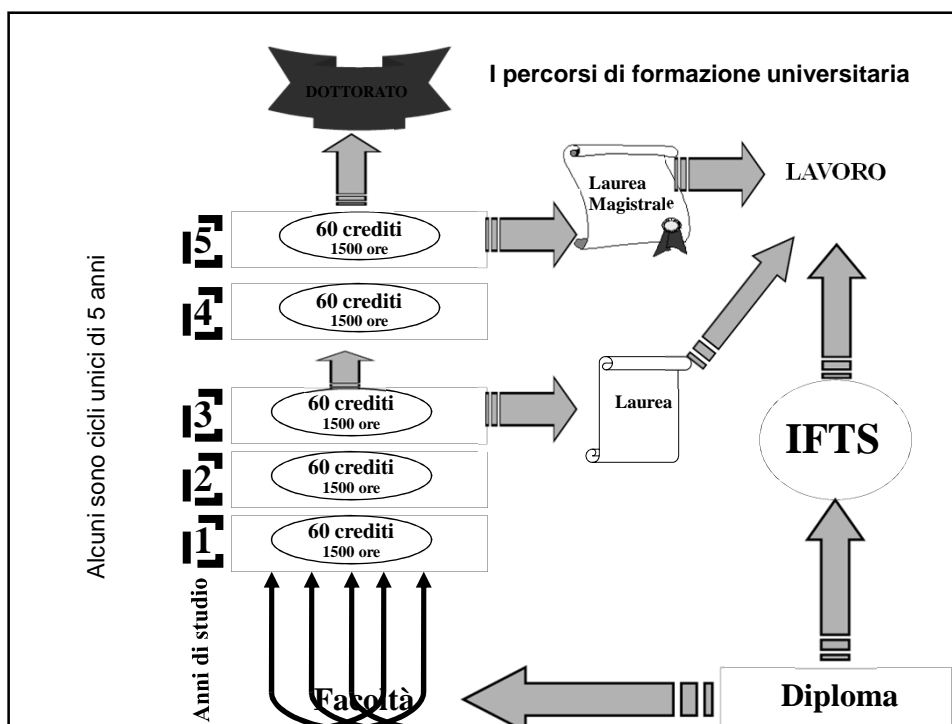 I percorsi di formazione universitaria
DOTTORATO
LAVORO
Laurea
Magistrale
5
60 crediti
1500 ore
4
60 crediti
1500 ore
3
60 crediti
1500 ore
Laurea
2
60 crediti
1500 ore
1
60 crediti
1500 ore
IFTS
Alcuni sono cicli unici di 5 anni
Anni di studio
Facoltà
Diploma